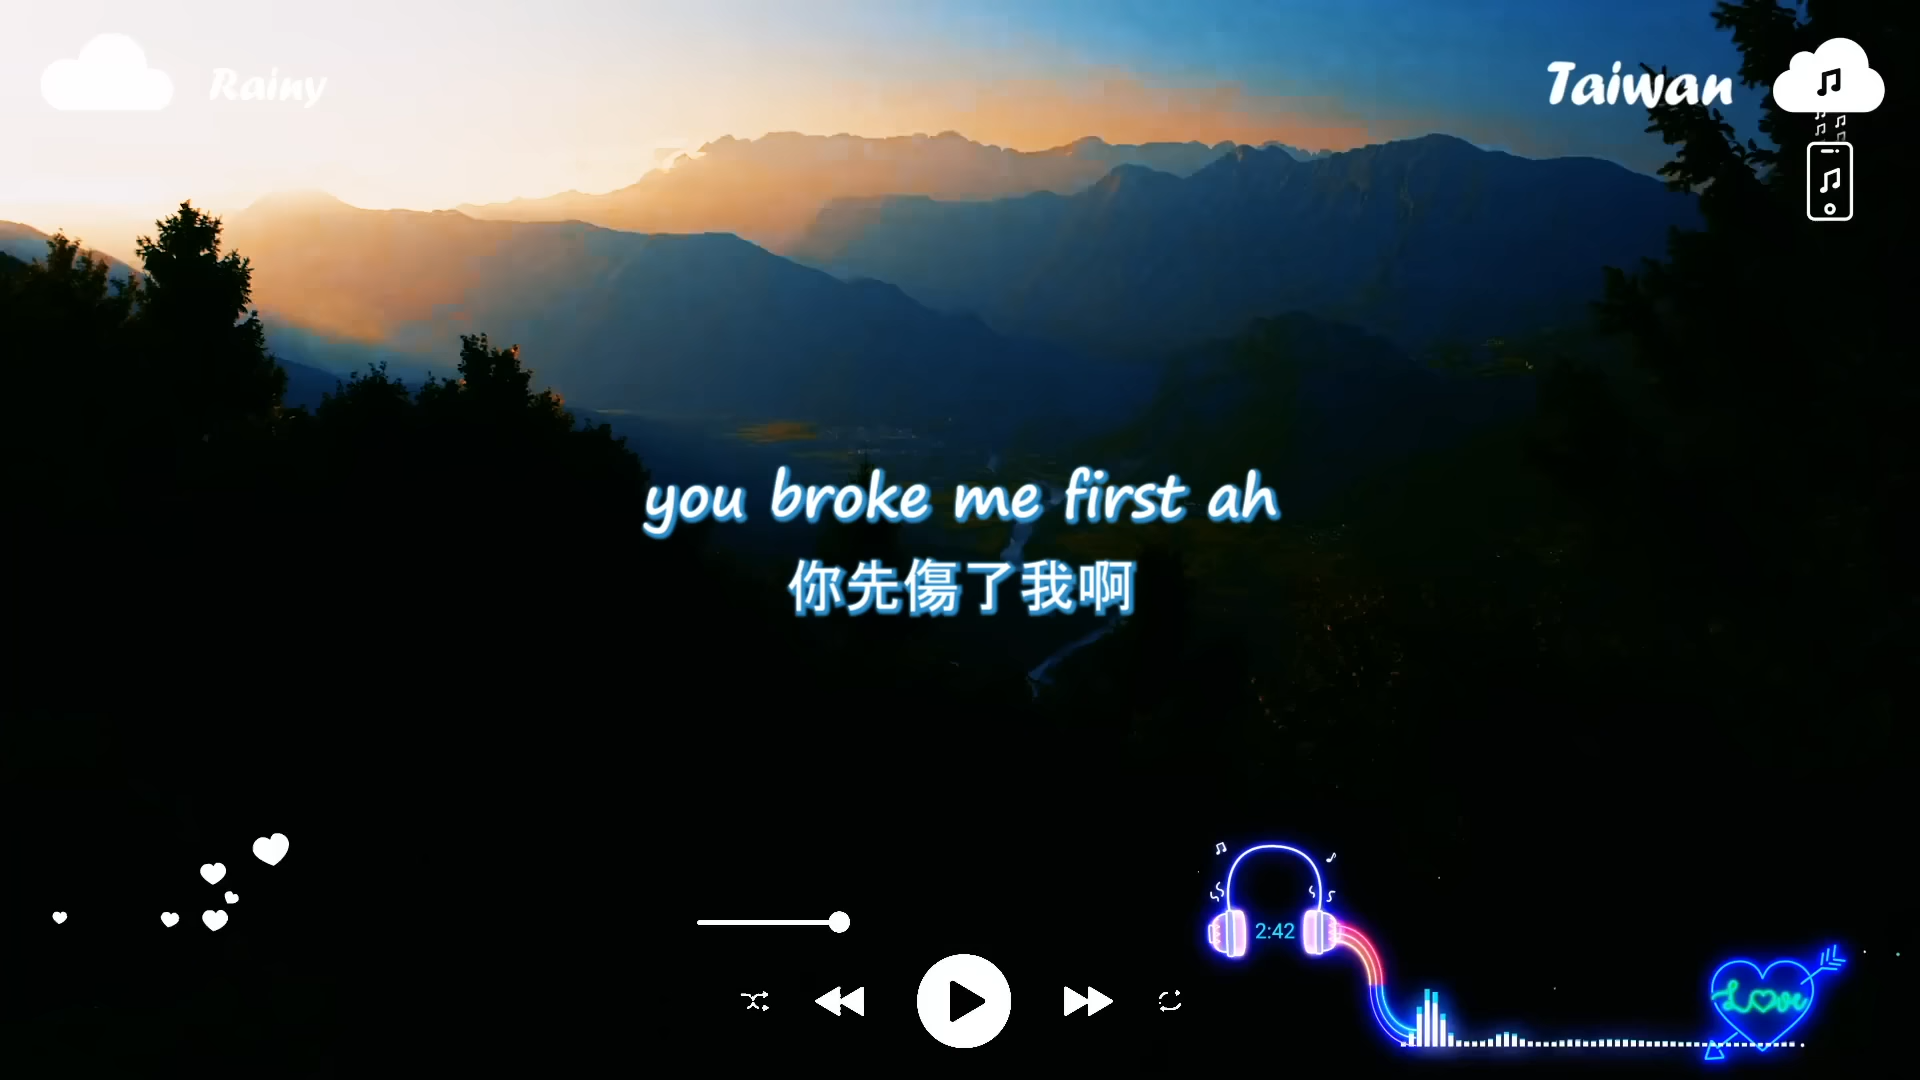 Rainy
Taiwan
you broke me first ah
你先傷了我啊
2:42
Love